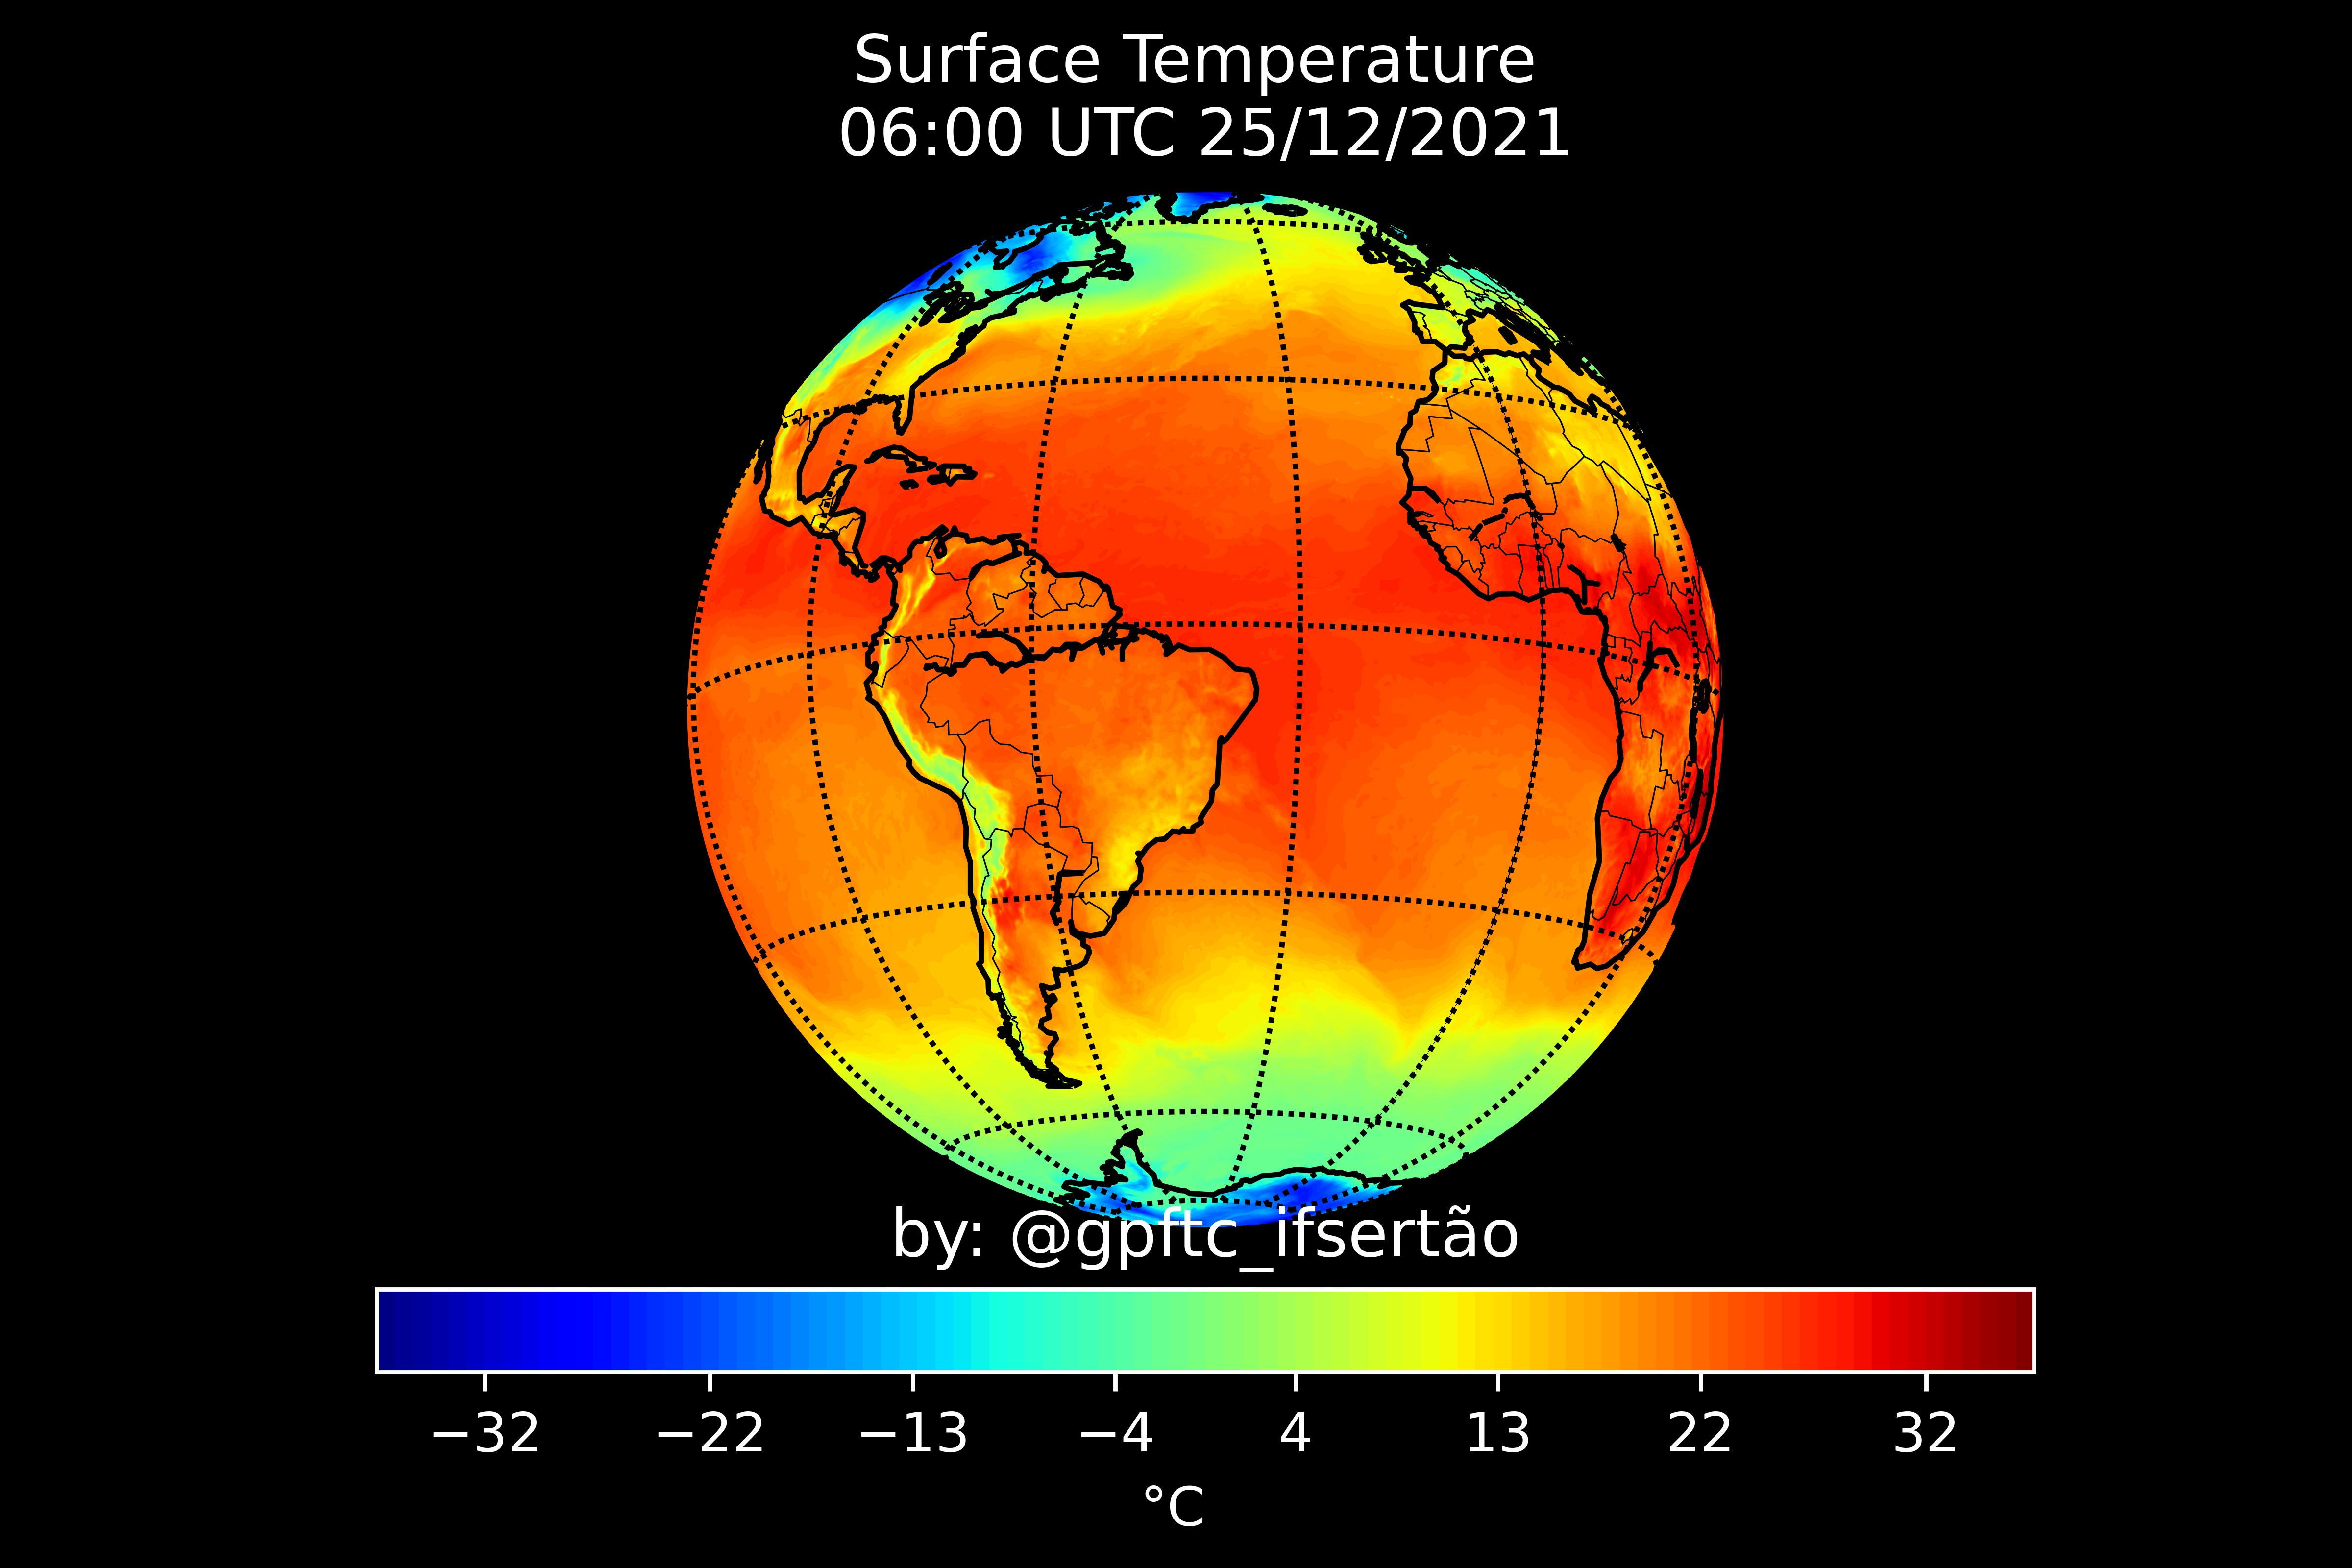 Surface Temperature
06:00 UTC 25/12/2021
by: @gpftc_ifsertão
−32 −22 −13 −4 4 13 22 32
°C